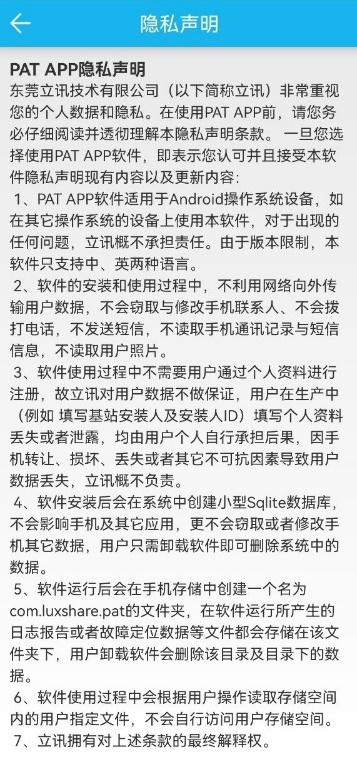 隐私声明
PAT APP隐私声明
东莞立讯技术有限公司（以下简称立讯）非常重视
您的个人数据和隐私。在使用PAT APP前，请您务
必仔细阅读并透彻理解本隐私声明条款。 一旦您选
择使用PAT APP软件，即表示您认可并且接受本软
件隐私声明现有内容以及更新内容：
1、PAT APP软件适用于Android操作系统设备，如
在其它操作系统的设备上使用本软件，对于出现的
任何问题，立讯概不承担责任。由于版本限制，本
软件只支持中、英两种语言。
2、软件的安装和使用过程中，不利用网络向外传
输用户数据，不会窃取与修改手机联系人、不会拨
打电话，不发送短信，不读取手机通讯记录与短信
信息，不读取用户照片。
3、软件使用过程中不需要用户通过个人资料进行
注册，故立讯对用户数据不做保证，用户在生产中
（例如 填写基站安装人及安装人ID）填写个人资料
丢失或者泄露，均由用户个人自行承担后果，因手
机转让、损坏、丢失或者其它不可抗因素导致用户
数据丢失，立讯概不负责。
4、软件安装后会在系统中创建小型Sqlite数据库，
不会影响手机及其它应用，更不会窃取或者修改手
机其它数据，用户只需卸载软件即可删除系统中的
数据。
5、软件运行后会在手机存储中创建一个名为
com.luxshare.pat的文件夹，在软件运行所产生的
日志报告或者故障定位数据等文件都会存储在该文
件夹下，用户卸载软件会删除该目录及目录下的数
据。
6、软件使用过程中会根据用户操作读取存储空间
内的用户指定文件，不会自行访问用户存储空间。
7、立讯拥有对上述条款的最终解释权。